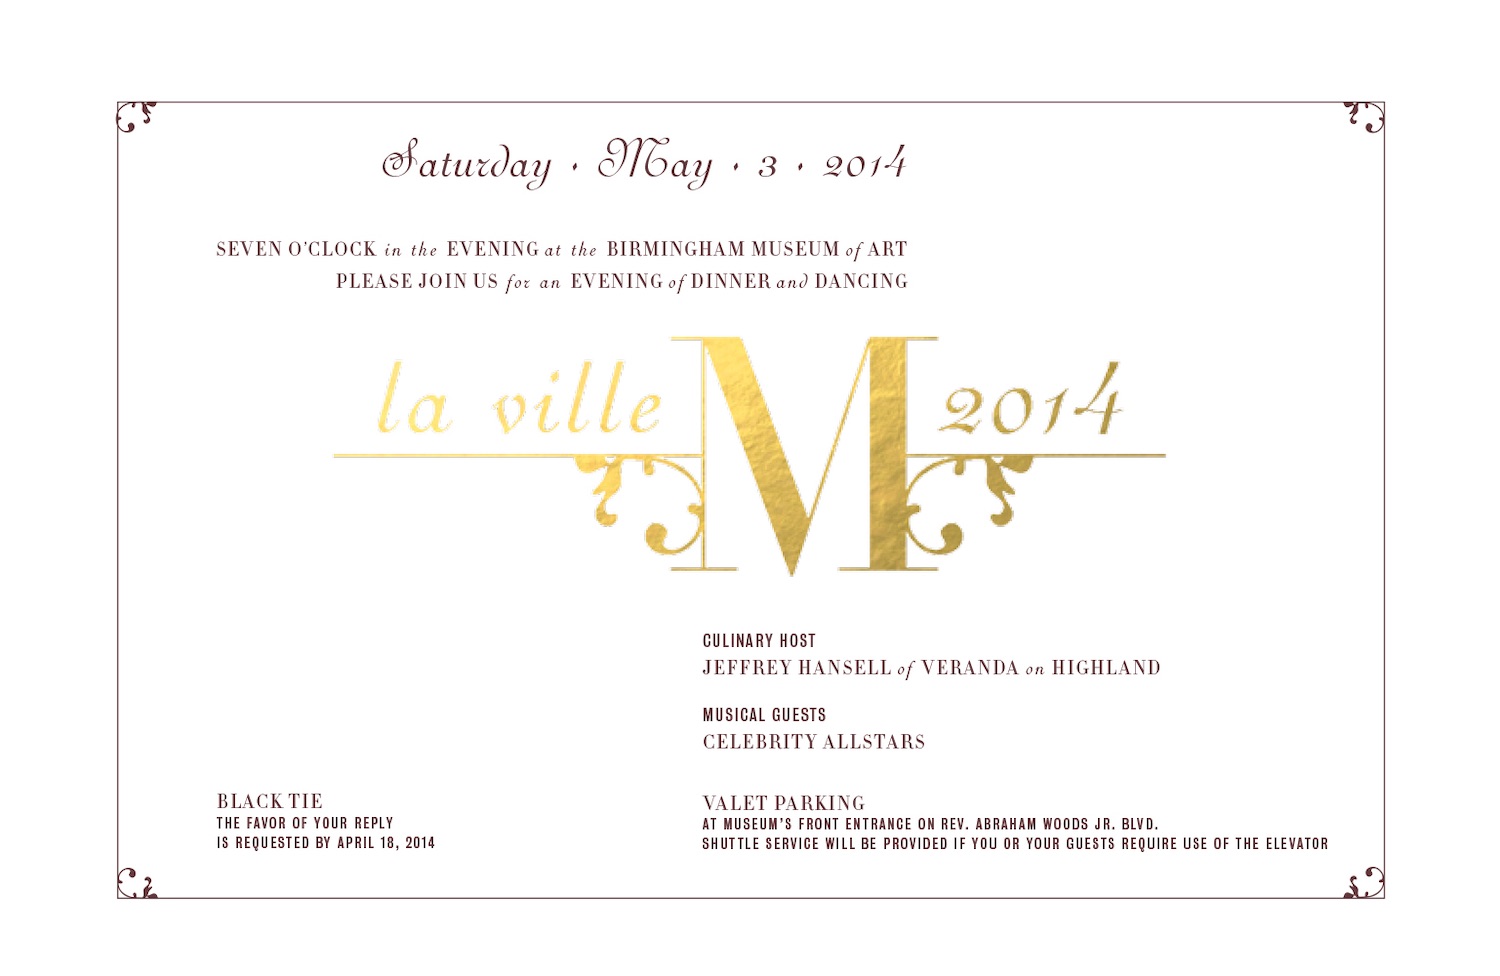 Saturday · May · 3 · 2014
SEVEN O'CLOCK in the EVENING at the BIRMINGHAM MUSEUM of ART
PLEASE JOIN US for an EVENING of DINNER and DANCING
la ville M 2014
CULINARY HOST
JEFFREY HANSELL of VERANDA on HIGHLAND
MUSICAL GUESTS
CELEBRITY ALLSTARS
BLACK TIE
THE FAVOR OF YOUR REPLY
IS REQUESTED BY APRIL 18, 2014
VALET PARKING
AT MUSEUM'S FRONT ENTRANCE ON REV. ABRAHAM WOODS JR. BLVD.
SHUTTLE SERVICE WILL BE PROVIDED IF YOU OR YOUR GUESTS REQUIRE USE OF THE ELEVATOR